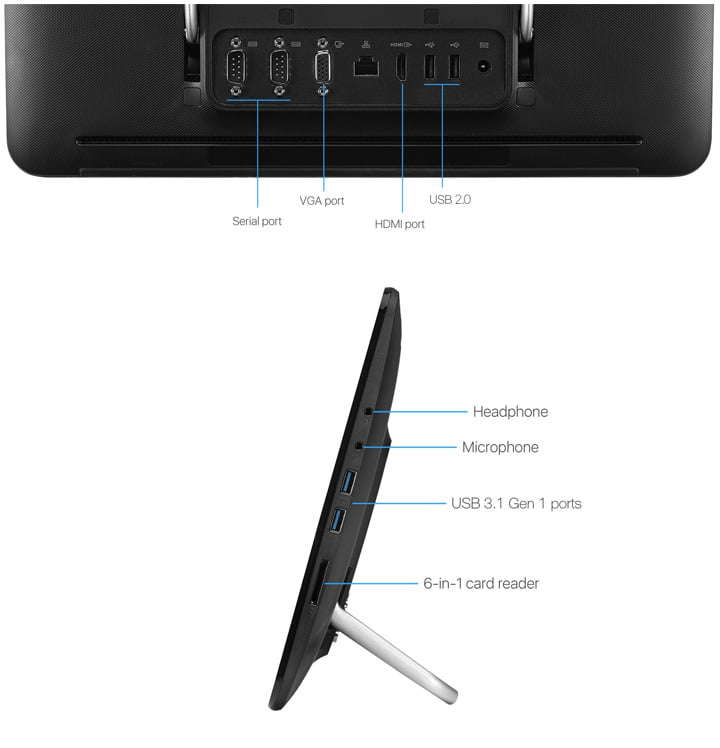 HDMI
VGA port
USB 2.0
Serial port
HDMI port
Headphone
Microphone
USB 3.1 Gen 1 ports
6-in-1 card reader